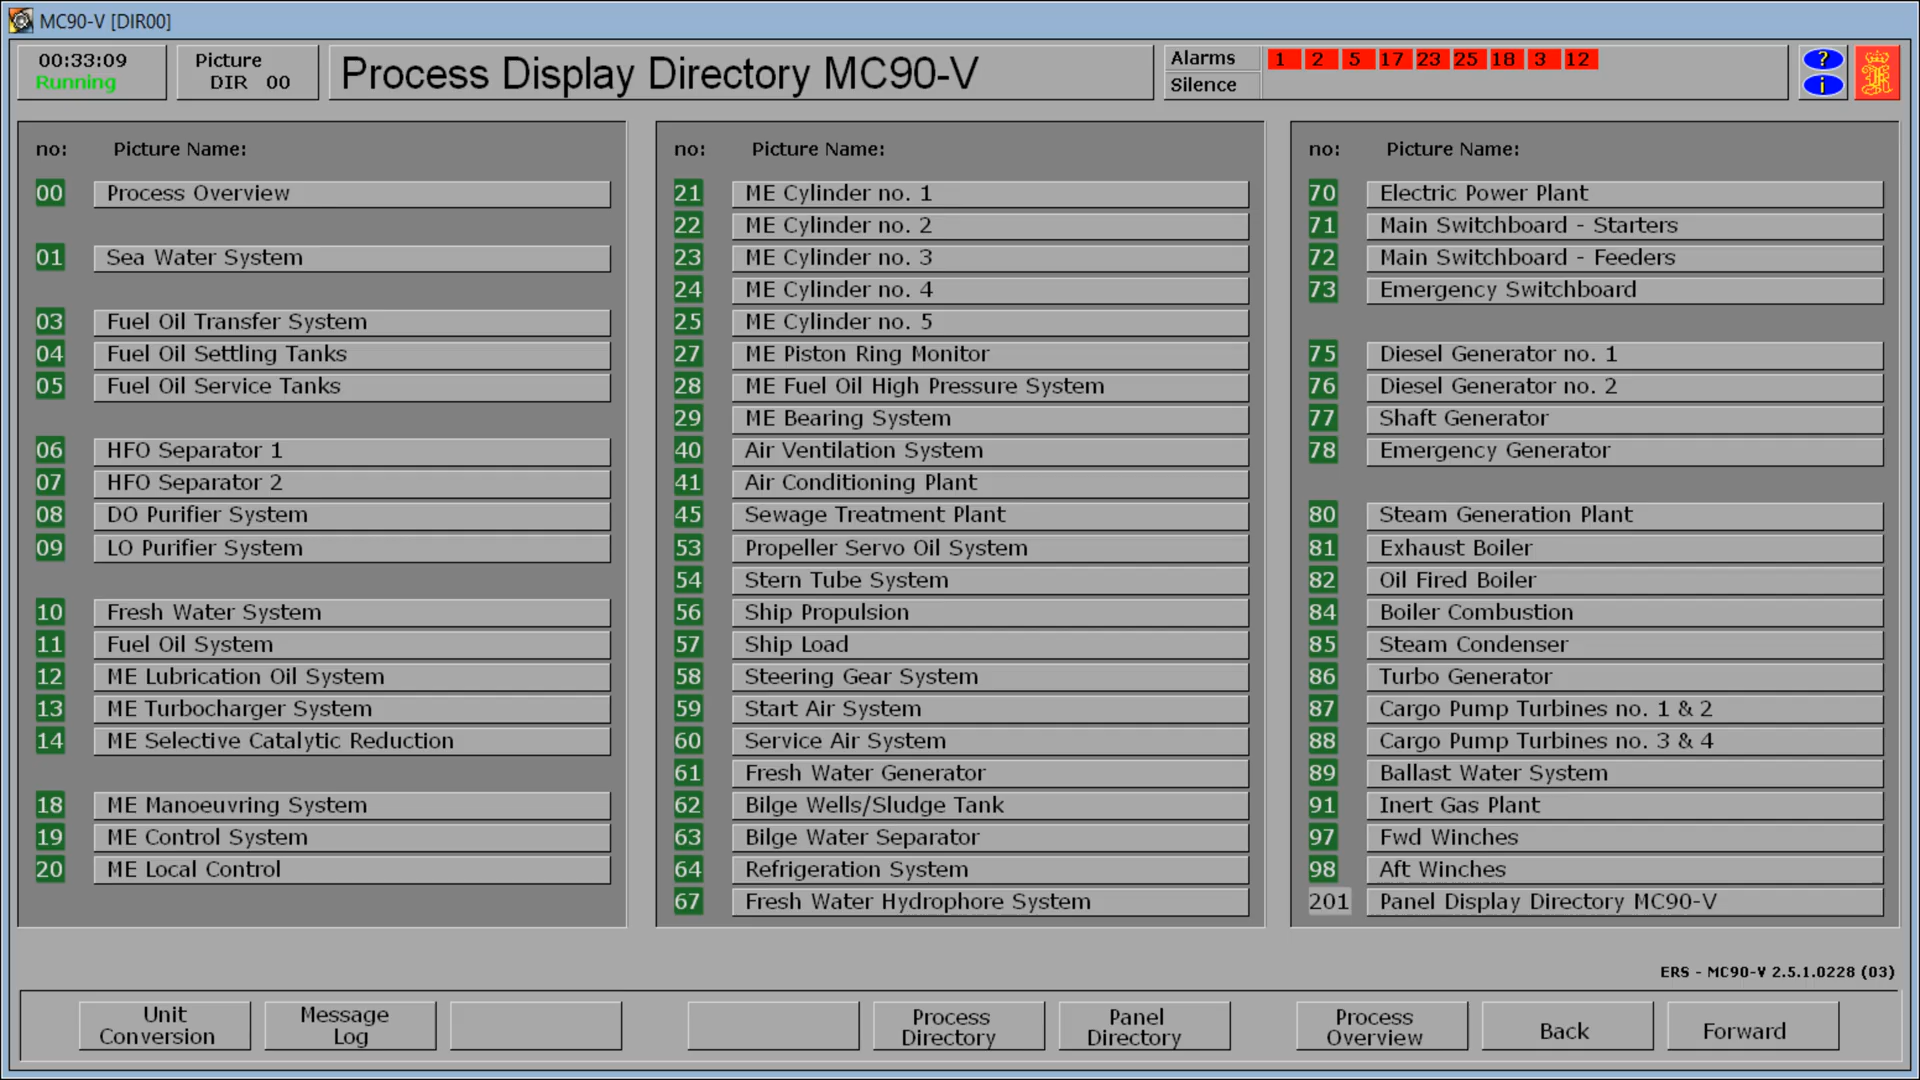 MC90-V [DIR00]
00:33:09
Running
Picture
DIR 00
Process Display Directory MC90-V
Alarms
1 2 5 17 23 25 18 3 12
Silence
?
i
no: Picture Name:
00 Process Overview
01 Sea Water System
03 Fuel Oil Transfer System
04 Fuel Oil Settling Tanks
05 Fuel Oil Service Tanks
06 HFO Separator 1
07 HFO Separator 2
08 DO Purifier System
09 LO Purifier System
10 Fresh Water System
11 Fuel Oil System
12 ME Lubrication Oil System
13 ME Turbocharger System
14 ME Selective Catalytic Reduction
18 ME Manoeuvring System
19 ME Control System
20 ME Local Control
no: Picture Name:
21 ME Cylinder no. 1
22 ME Cylinder no. 2
23 ME Cylinder no. 3
24 ME Cylinder no. 4
25 ME Cylinder no. 5
27 ME Piston Ring Monitor
28 ME Fuel Oil High Pressure System
29 ME Bearing System
40 Air Ventilation System
41 Air Conditioning Plant
45 Sewage Treatment Plant
53 Propeller Servo Oil System
54 Stern Tube System
56 Ship Propulsion
57 Ship Load
58 Steering Gear System
59 Start Air System
60 Service Air System
61 Fresh Water Generator
62 Bilge Wells/Sludge Tank
63 Bilge Water Separator
64 Refrigeration System
67 Fresh Water Hydrophore System
no: Picture Name:
70 Electric Power Plant
71 Main Switchboard - Starters
72 Main Switchboard - Feeders
73 Emergency Switchboard
75 Diesel Generator no. 1
76 Diesel Generator no. 2
77 Shaft Generator
78 Emergency Generator
80 Steam Generation Plant
81 Exhaust Boiler
82 Oil Fired Boiler
84 Boiler Combustion
85 Steam Condenser
86 Turbo Generator
87 Cargo Pump Turbines no. 1 & 2
88 Cargo Pump Turbines no. 3 & 4
89 Ballast Water System
91 Inert Gas Plant
97 Fwd Winches
98 Aft Winches
201 Panel Display Directory MC90-V
ERS - MC90-V 2.5.1.0228 (03)
Unit
Conversion
Message
Log
Process
Directory
Panel
Directory
Process
Overview
Back
Forward